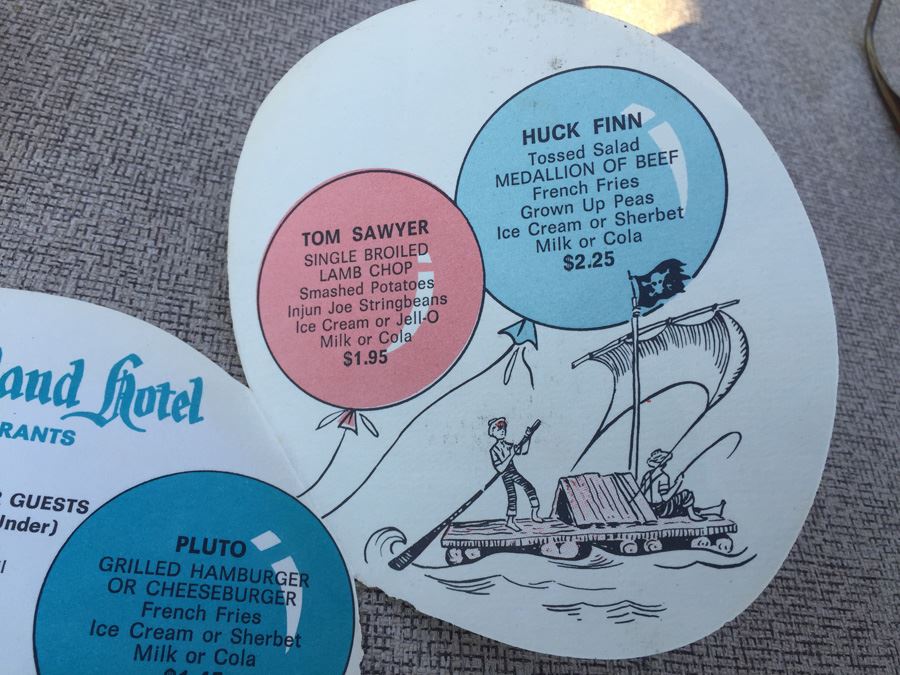 HUCK FINN
Tossed Salad
MEDALLION OF BEEF
French Fries
Grown Up Peas
Ice Cream or Sherbet
Milk or Cola
$2.25
TOM SAWYER
SINGLE BROILED
LAMB CHOP
Smashed Potatoes
Injun Joe Stringbeans
Ice Cream or Jell-O
Milk or Cola
$1.95
and Hotel
RANTS
GUESTS
Under)
PLUTO
GRILLED HAMBURGER
OR CHEESEBURGER
French Fries
Ice Cream or Sherbet
Milk or Cola